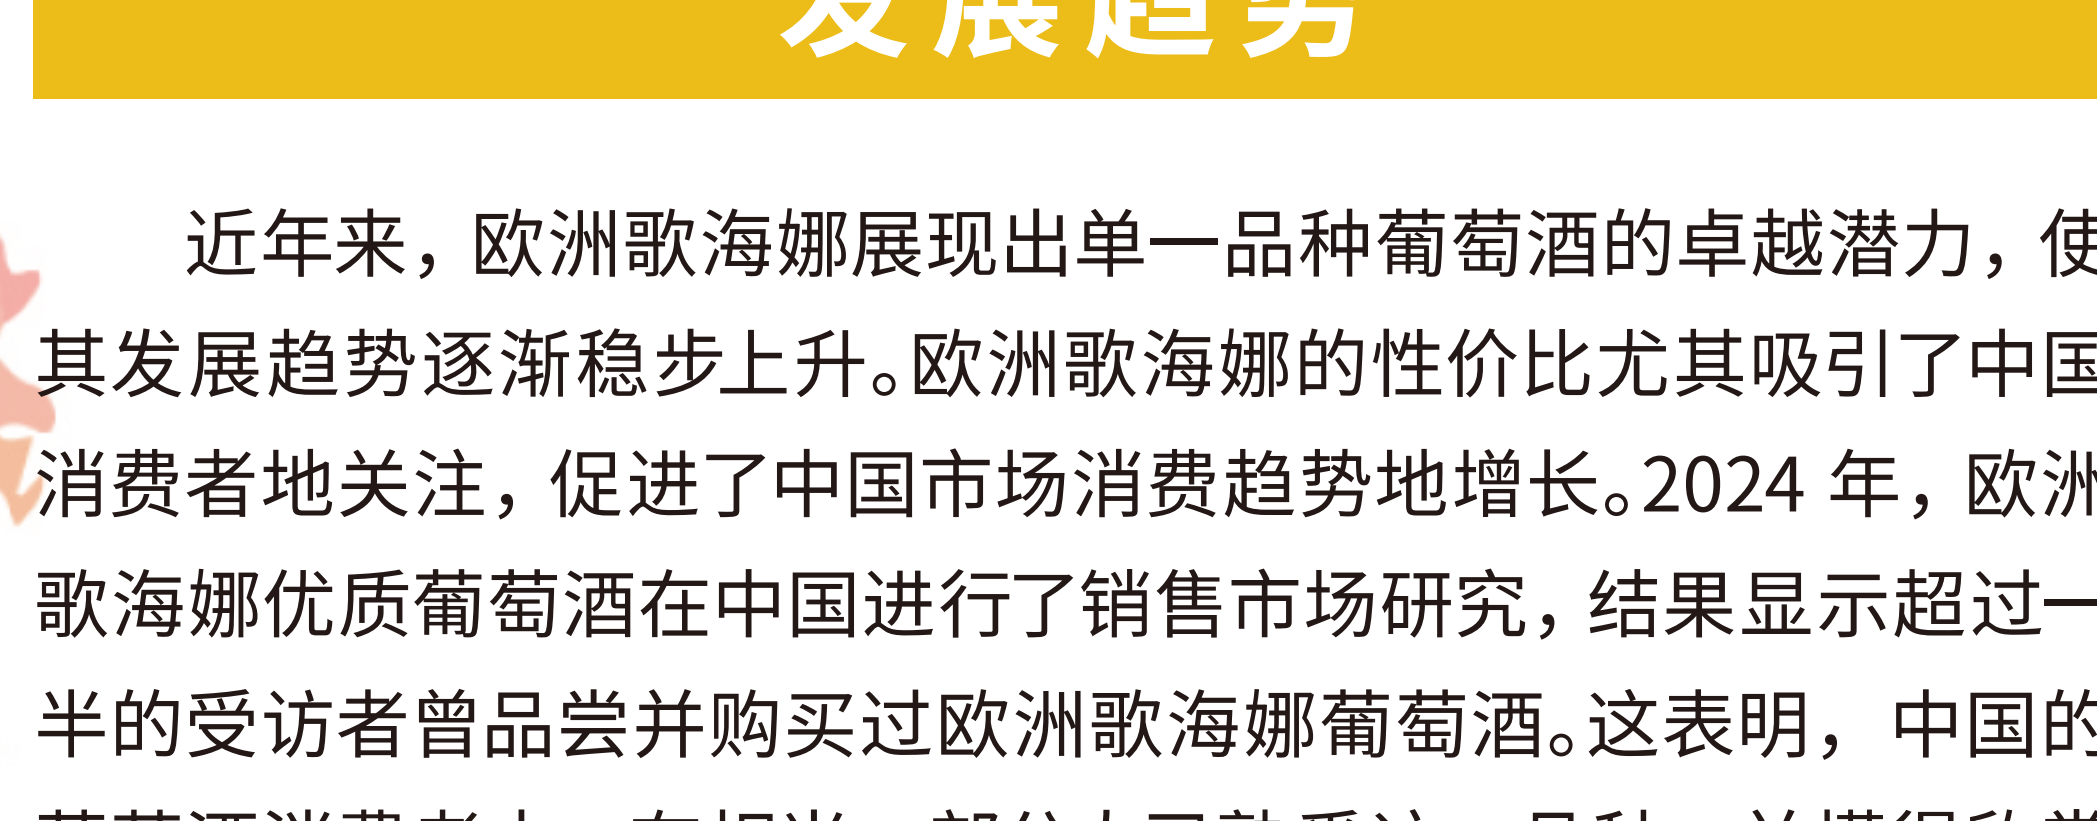 发展趋势
近年来，欧洲歌海娜展现出单一品种葡萄酒的卓越潜力，使
其发展趋势逐渐稳步上升。欧洲歌海娜的性价比尤其吸引了中国
消费者地关注，促进了中国市场消费趋势地增长。2024 年，欧洲
歌海娜优质葡萄酒在中国进行了销售市场研究，结果显示超过一
半的受访者曾品尝并购买过欧洲歌海娜葡萄酒。这表明，中国的